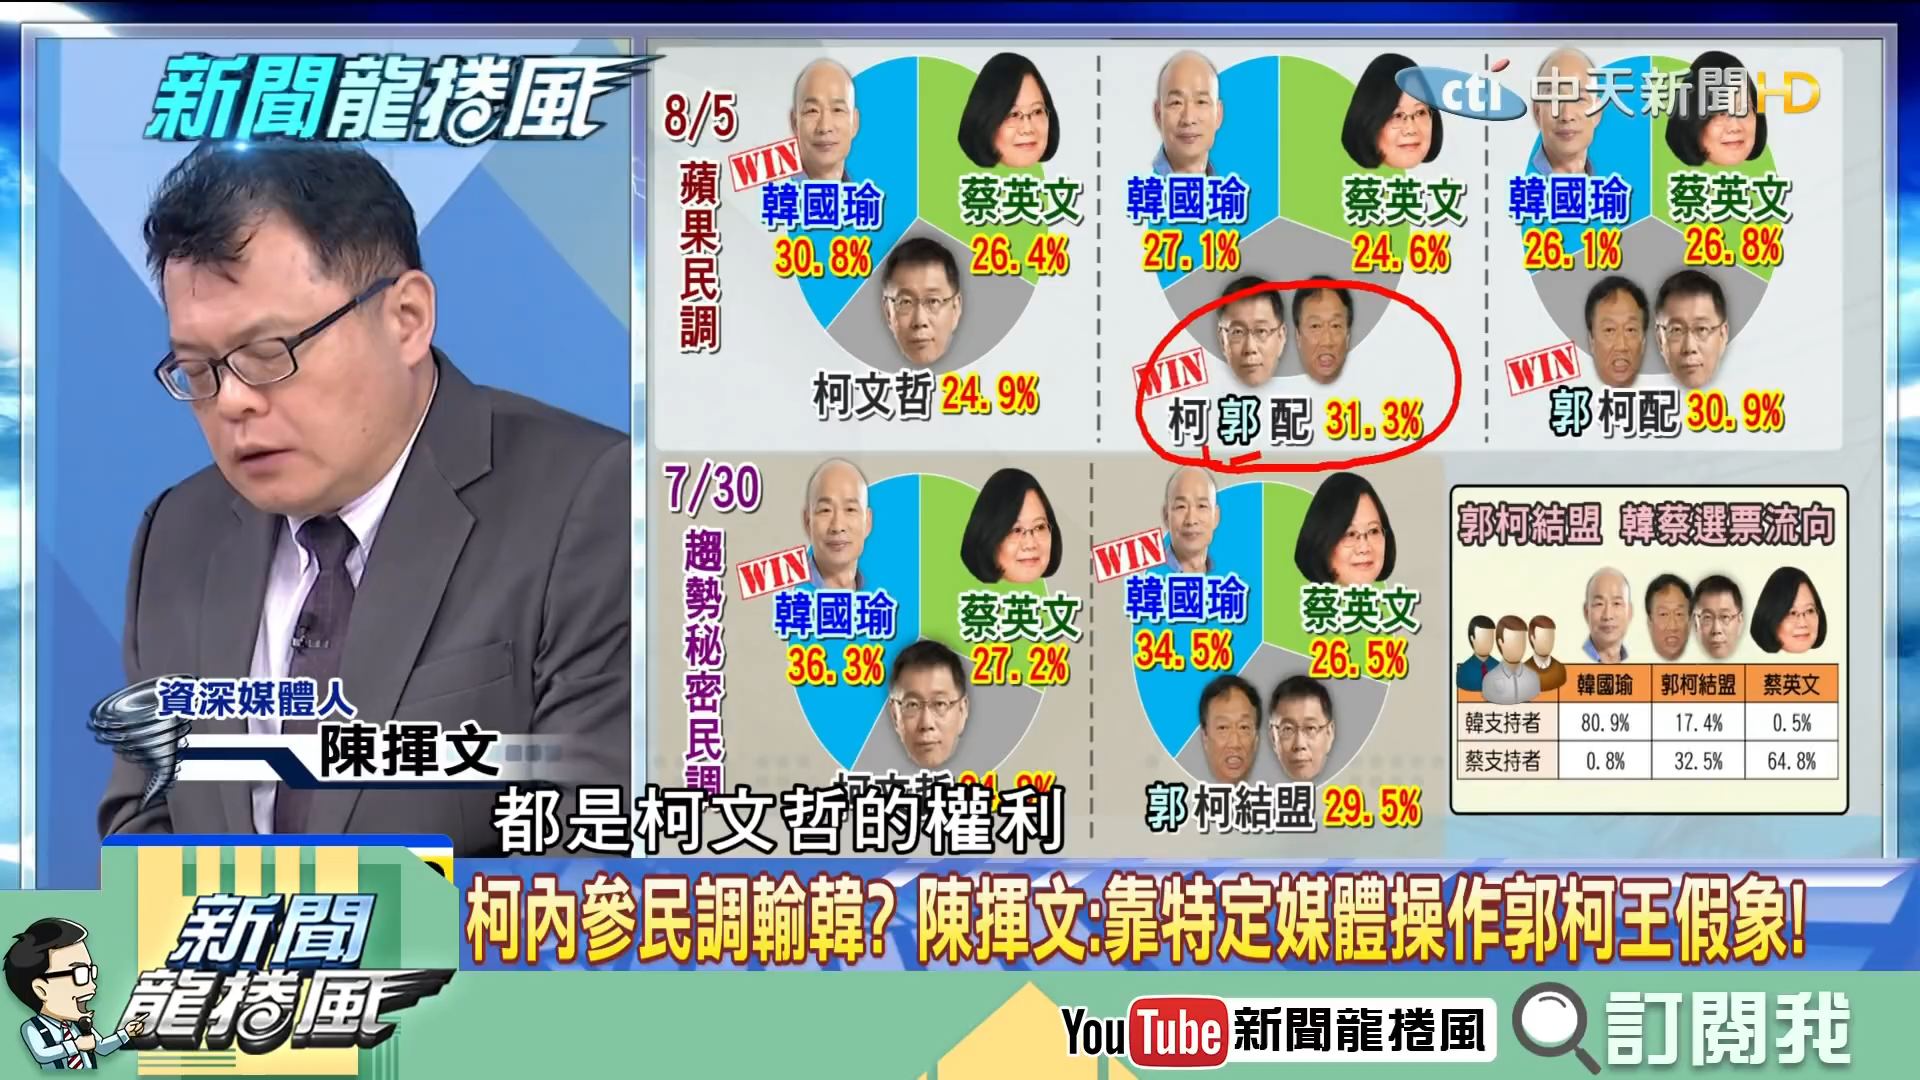 新聞龍捲風
cti 中天新聞HD
8/5
蘋果民調
WIN
韓國瑜
30.8%
蔡英文
26.4%
柯文哲 24.9%
韓國瑜
27.1%
蔡英文
24.6%
WIN
柯郭配 31.3%
韓國瑜
26.1%
蔡英文
26.8%
WIN
郭柯配 30.9%
7/30
趨勢秘密民調
WIN
韓國瑜
36.3%
蔡英文
27.2%
柯文哲
WIN
韓國瑜
34.5%
蔡英文
26.5%
郭柯結盟 29.5%
郭柯結盟 韓蔡選票流向
韓國瑜 郭柯結盟 蔡英文
韓支持者 80.9% 17.4% 0.5%
蔡支持者 0.8% 32.5% 64.8%
資深媒體人
陳揮文
都是柯文哲的權利
柯內參民調輸韓? 陳揮文:靠特定媒體操作郭柯王假象!
新聞
龍捲風
YouTube 新聞龍捲風
訂閱我